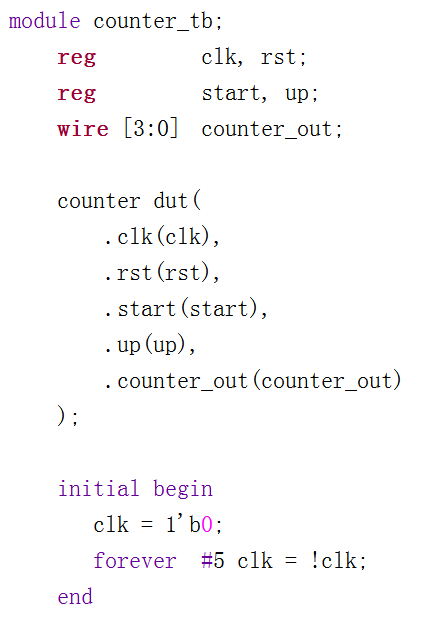 module counter_tb;
reg clk, rst;
reg start, up;
wire [3:0] counter_out;
counter dut(
.clk(clk),
.rst(rst),
.start(start),
.up(up),
.counter_out(counter_out)
);
initial begin
clk = 1'b0;
forever #5 clk = !clk;
end